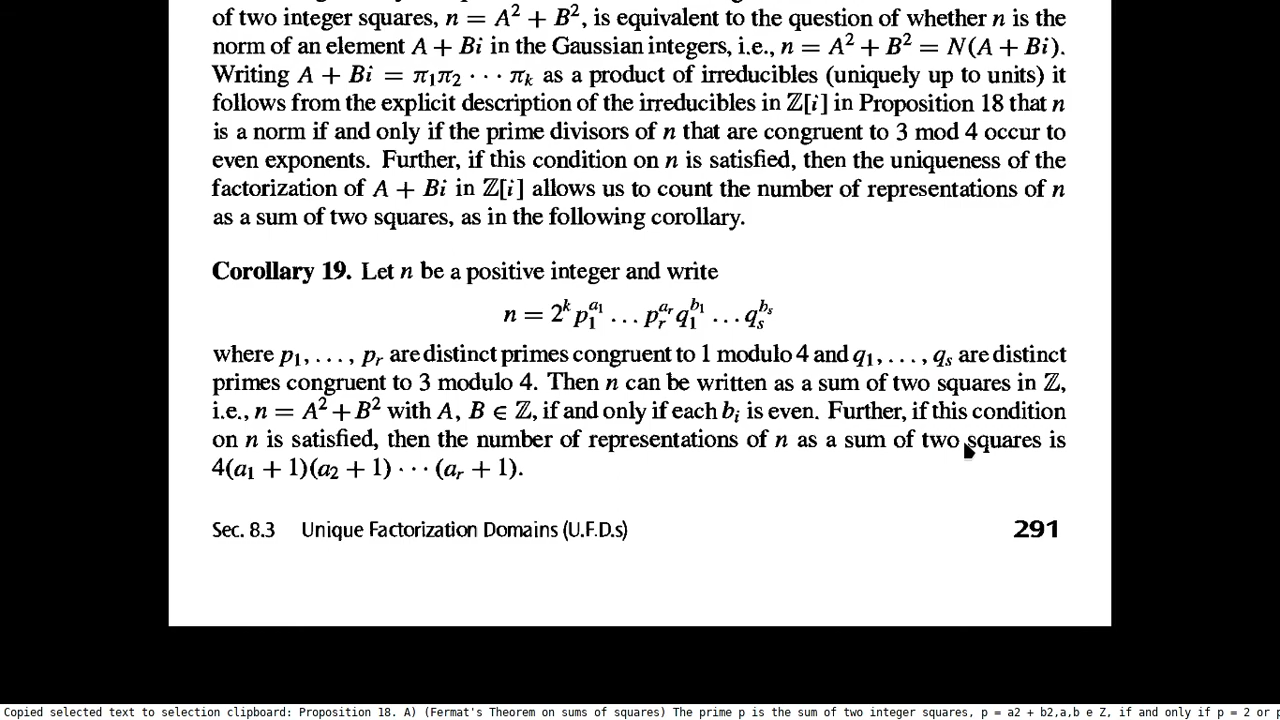 of two integer squares, n = A² + B², is equivalent to the question of whether n is the
norm of an element A + Bi in the Gaussian integers, i.e., n = A² + B² = N(A + Bi).
Writing A + Bi = π₁π₂ · · · πₖ as a product of irreducibles (uniquely up to units) it
follows from the explicit description of the irreducibles in ℤ[i] in Proposition 18 that n
is a norm if and only if the prime divisors of n that are congruent to 3 mod 4 occur to
even exponents. Further, if this condition on n is satisfied, then the uniqueness of the
factorization of A + Bi in ℤ[i] allows us to count the number of representations of n
as a sum of two squares, as in the following corollary.
Corollary 19. Let n be a positive integer and write
n = 2^k p_1^{a_1} . . . p_r^{a_r} q_1^{b_1} . . . q_s^{b_s}
where p₁, . . . , pᵣ are distinct primes congruent to 1 modulo 4 and q₁, . . . , qₛ are distinct
primes congruent to 3 modulo 4. Then n can be written as a sum of two squares in ℤ,
i.e., n = A² + B² with A, B ∈ ℤ, if and only if each bᵢ is even. Further, if this condition
on n is satisfied, then the number of representations of n as a sum of two squares is
4(a₁ + 1)(a₂ + 1) · · · (aᵣ + 1).
Sec. 8.3 Unique Factorization Domains (U.F.D.s) 291
Copied selected text to selection clipboard: Proposition 18. A) (Fermat's Theorem on sums of squares) The prime p is the sum of two integer squares, p = a2 + b2,a,b e Z, if and only if p = 2 or